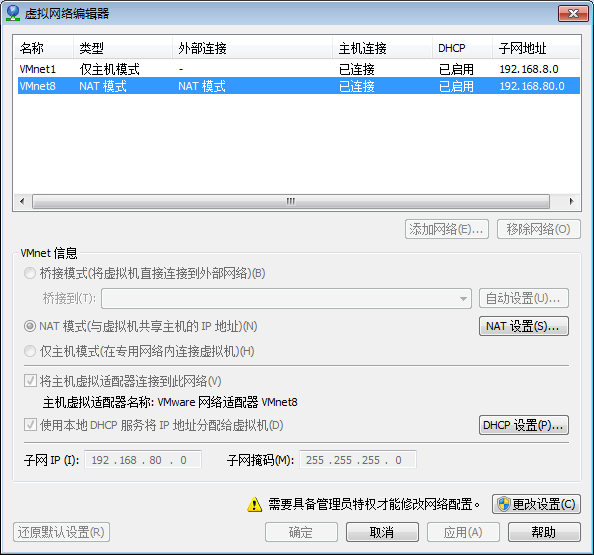 虚拟网络编辑器
名称 类型 外部连接 主机连接 DHCP 子网地址
VMnet1 仅主机模式 - 已连接 已启用 192.168.8.0
VMnet8 NAT 模式 NAT 模式 已连接 已启用 192.168.80.0
添加网络(E)... 移除网络(O)
VMnet 信息
桥接模式(将虚拟机直接连接到外部网络)(B)
桥接到(T): 自动设置(U)...
NAT 模式(与虚拟机共享主机的 IP 地址)(N) NAT 设置(S)...
仅主机模式(在专用网络内连接虚拟机)(H)
将主机虚拟适配器连接到此网络(V)
主机虚拟适配器名称: VMware 网络适配器 VMnet8
使用本地 DHCP 服务将 IP 地址分配给虚拟机(D) DHCP 设置(P)...
子网 IP (I): 192 . 168 . 80 . 0 子网掩码(M): 255 . 255 . 255 . 0
需要具备管理员特权才能修改网络配置。 更改设置(C)
还原默认设置(R) 确定 取消 应用(A) 帮助